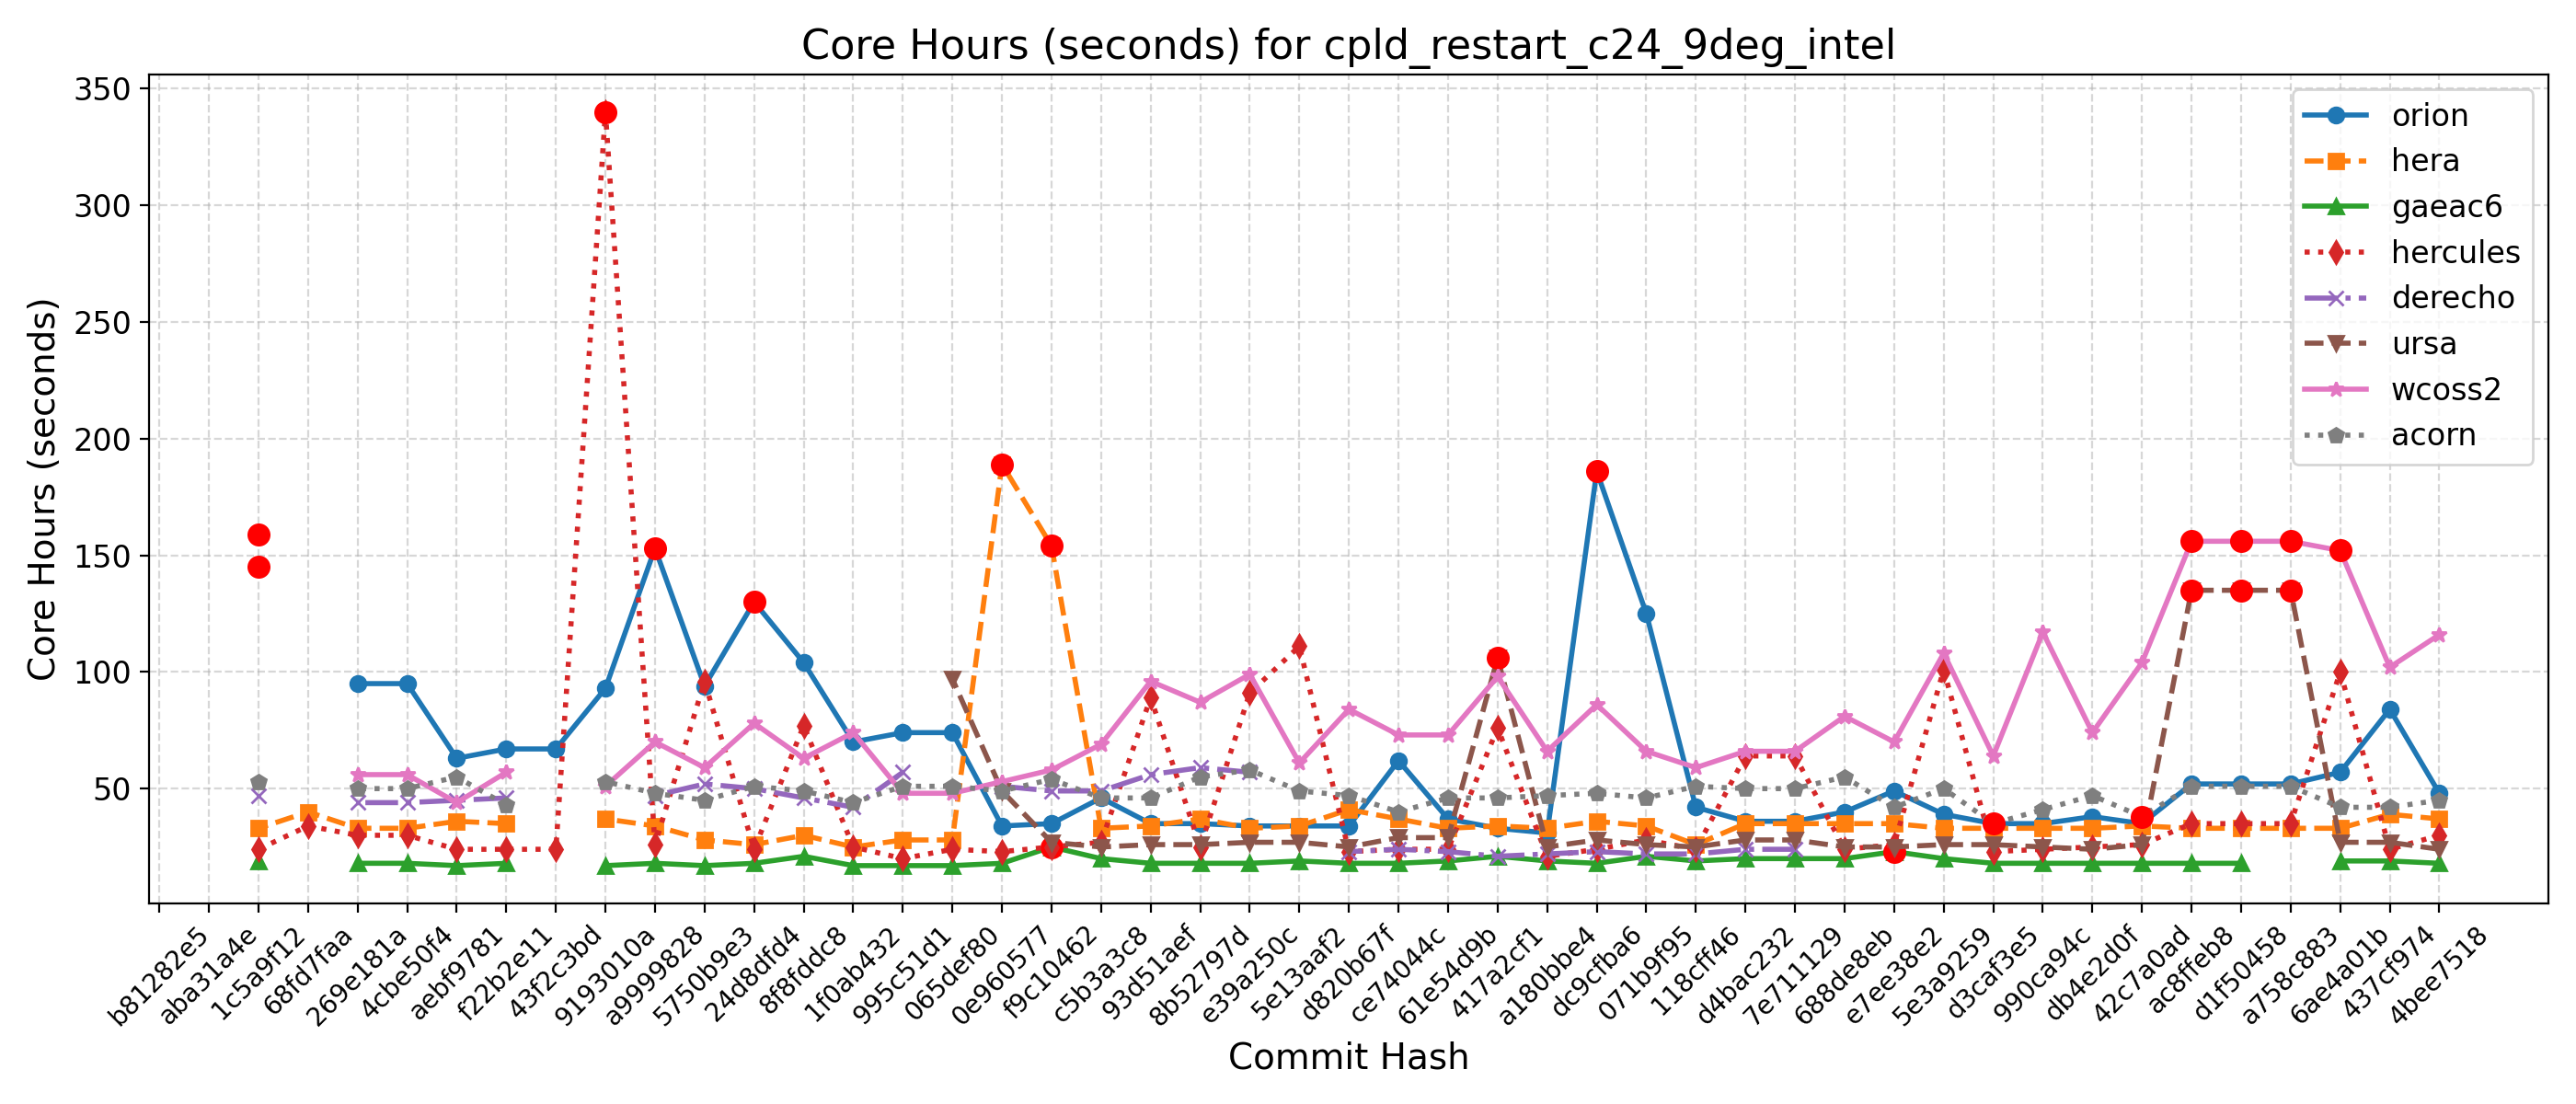 Core Hours (seconds) for cpld_restart_c24_9deg_intel
Core Hours (seconds)
350
300
250
200
150
100
50
orion
hera
gaeac6
hercules
derecho
ursa
wcoss2
acorn
b81282e5
aba31a4e
1c5a9f12
68fd7faa
269e181a
4cbe50f4
aebf9781
f22b2e11
43f2c3bd
9193010a
a9999828
5750b9e3
24d8dfd4
8f8fddc8
1f0ab432
995c51d1
065def80
0e960577
f9c10462
c5b3a3c8
93d51aef
8b52797d
e39a250c
5e13aaf2
d820b67f
ce74044c
61e54d9b
417a2cf1
a180bbe4
dc9cfba6
071b9f95
118cff46
d4bac232
7e711129
688de8eb
e7ee38e2
5e3a9259
d3caf3e5
990ca94c
db4e2d0f
42c7a0ad
ac8ffeb8
d1f50458
a758c883
6ae4a01b
437cf974
4bee7518
Commit Hash